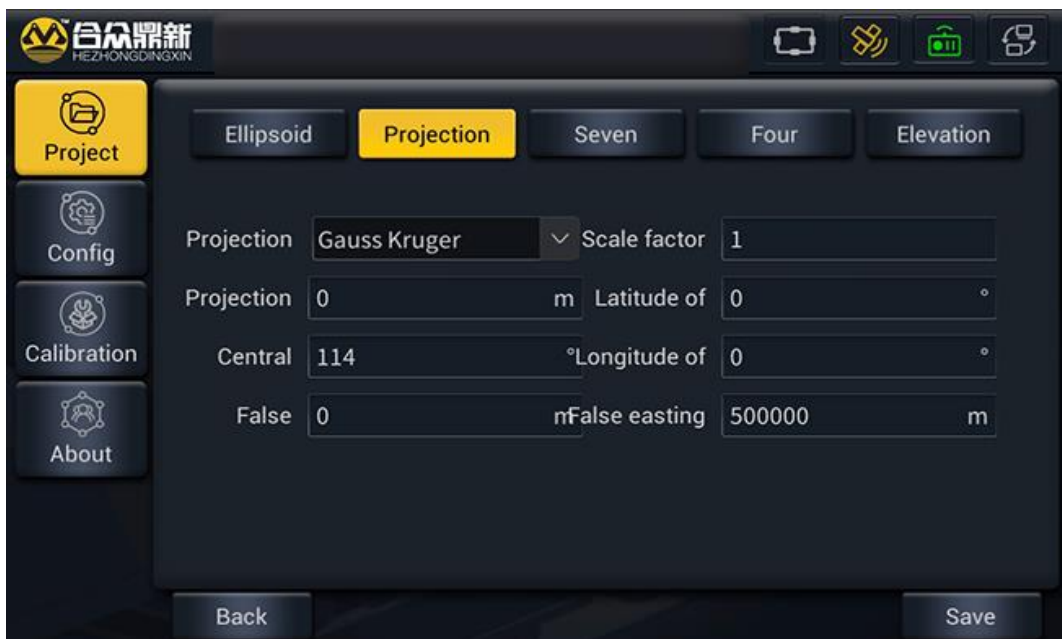 合众鼎新
HEZHONGDINGXIN
Project
Config
Calibration
About
Ellipsoid Projection Seven Four Elevation
Projection Gauss Kruger Scale factor 1
Projection 0 m Latitude of 0 °
Central 114 ° Longitude of 0 °
False 0 m False easting 500000 m
Back Save